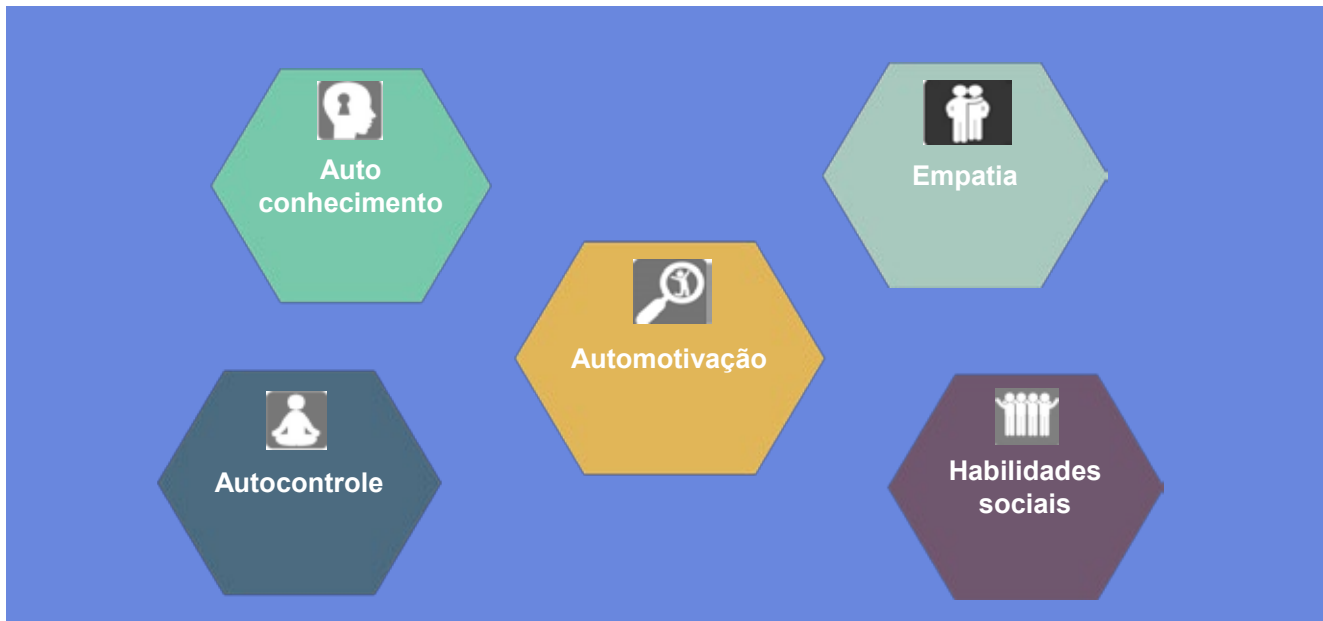 Auto
conhecimento
Empatia
Automotivação
Autocontrole
Habilidades
sociais